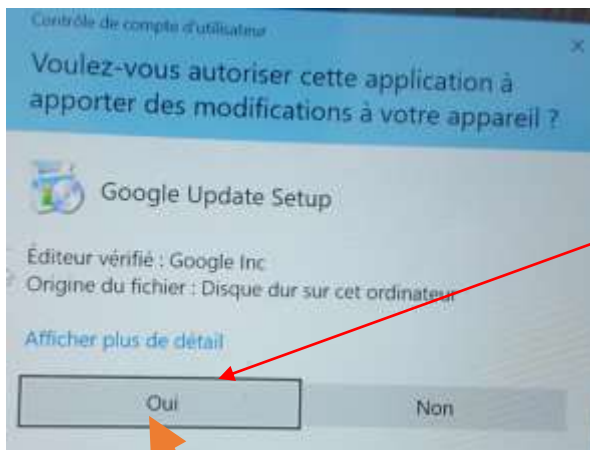 Contrôle de compte d'utilisateur
Voulez-vous autoriser cette application à
apporter des modifications à votre appareil ?
Google Update Setup
Éditeur vérifié : Google Inc
Origine du fichier : Disque dur sur cet ordinateur
Afficher plus de détail
Oui
Non